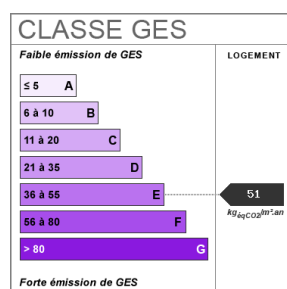 CLASSE GES
Faible émission de GES
LOGEMENT
≤ 5 A
6 à 10 B
11 à 20 C
21 à 35 D
36 à 55 E
51
kgéqCO2/m².an
56 à 80 F
> 80 G
Forte émission de GES